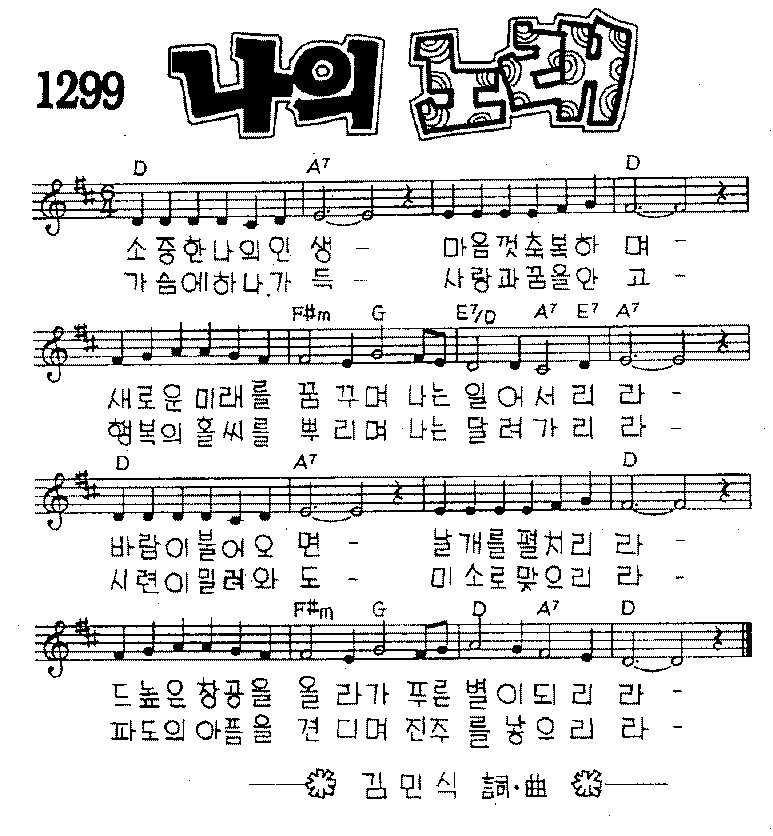 1299 나의 노래
D A7 D
소중한나의인 생 - 마음껏축복하 며 -
가슴에하나.가 득 - 사랑과꿈을안 고 -
F#m G E7/D A7 E7 A7
새로운미래를 꿈 꾸며 나는 일어서리 라 -
행복의홀씨를 뿌리며 나는 달려가리 라 -
D A7 D
바람이불어오 면 - 날개를펼치리 라 -
시련이밀려와 도 - 미소로맞으리 라 -
F#m G D A7 D
드높은창공을 올 라가 푸른 별이되리 라 -
파도의아픔을 견 디며 진주 를낳으리 라 -
김민식 詞·曲